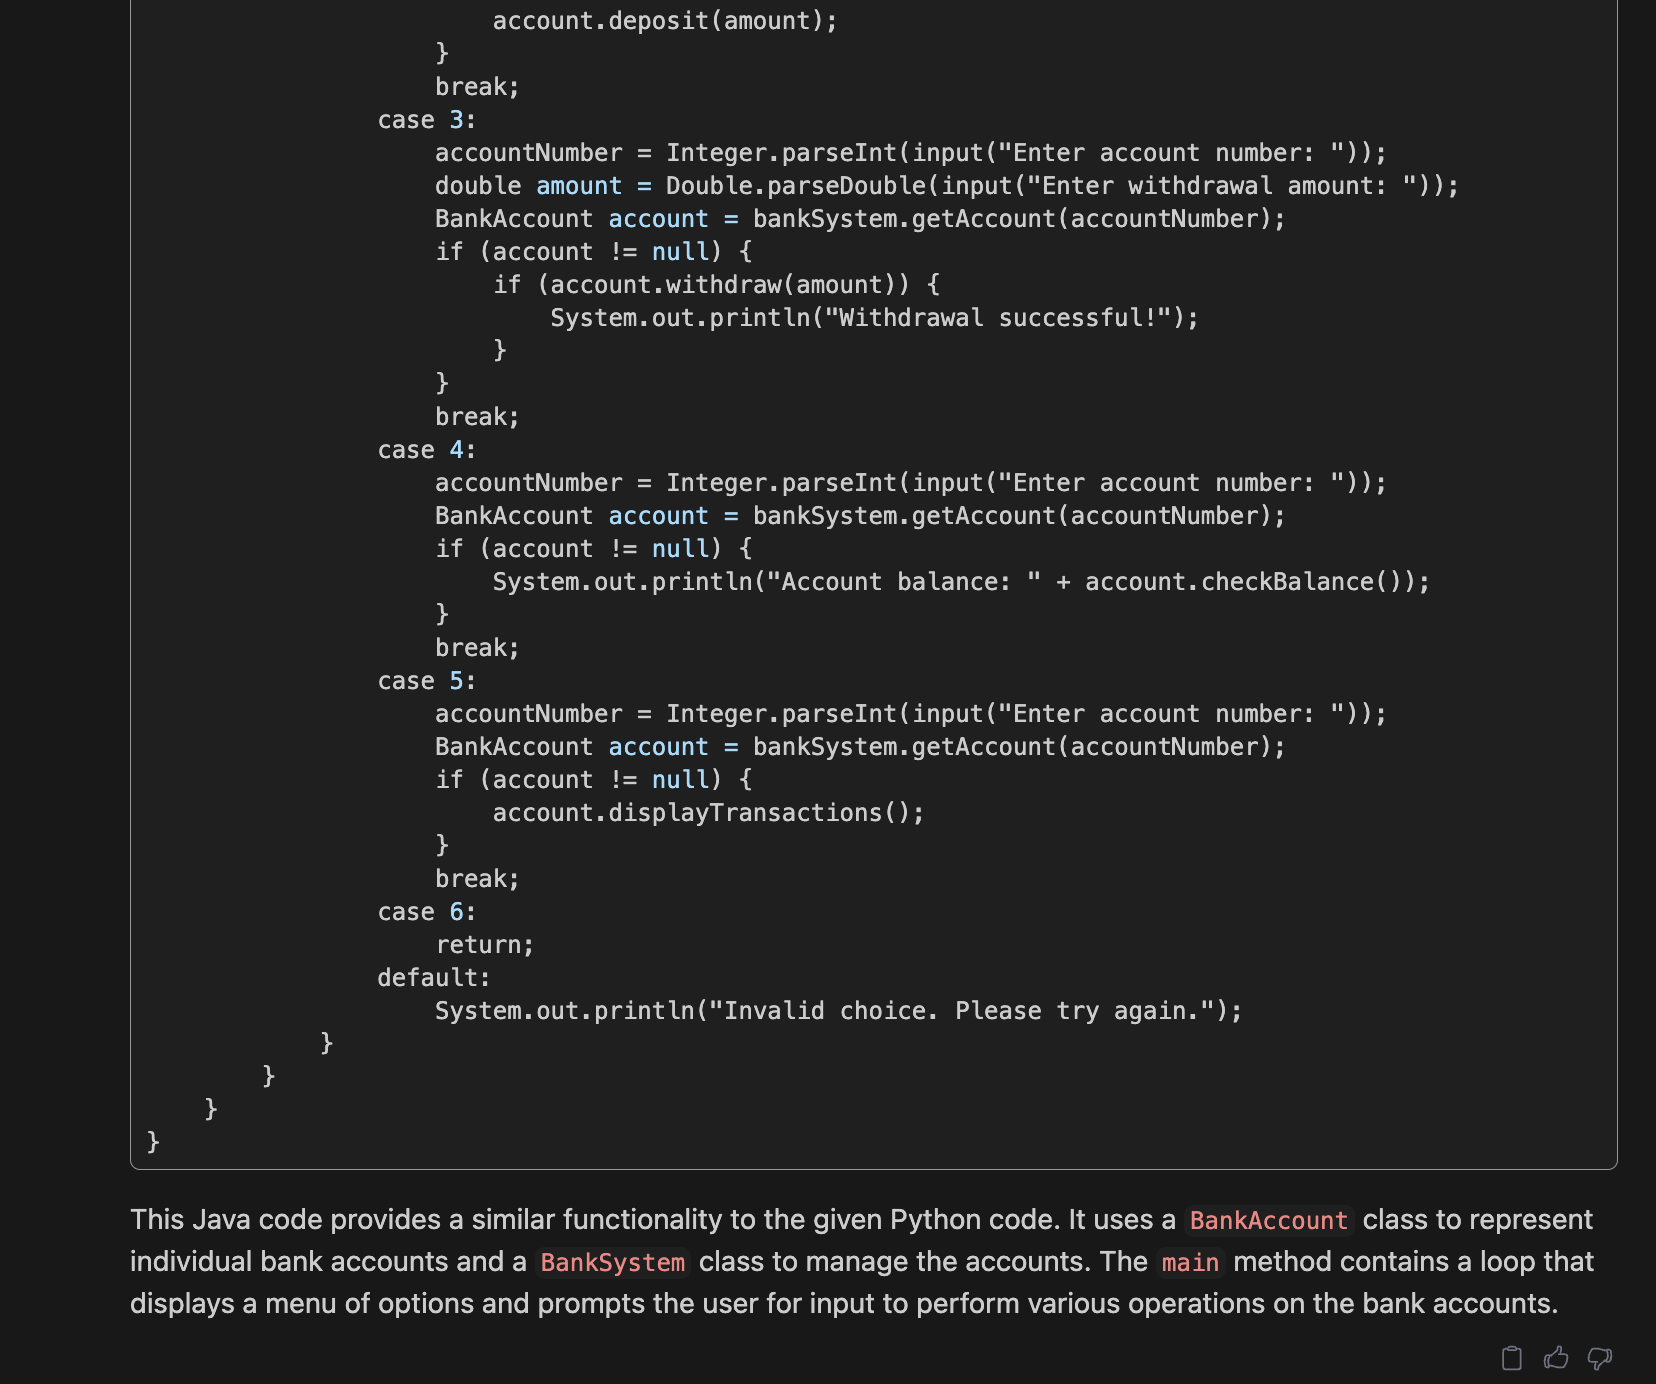 account.deposit(amount);
}
break;
case 3:
accountNumber = Integer.parseInt(input("Enter account number: "));
double amount = Double.parseDouble(input("Enter withdrawal amount: "));
BankAccount account = bankSystem.getAccount(accountNumber);
if (account != null) {
if (account.withdraw(amount)) {
System.out.println("Withdrawal successful!");
}
}
break;
case 4:
accountNumber = Integer.parseInt(input("Enter account number: "));
BankAccount account = bankSystem.getAccount(accountNumber);
if (account != null) {
System.out.println("Account balance: " + account.checkBalance());
}
break;
case 5:
accountNumber = Integer.parseInt(input("Enter account number: "));
BankAccount account = bankSystem.getAccount(accountNumber);
if (account != null) {
account.displayTransactions();
}
break;
case 6:
return;
default:
System.out.println("Invalid choice. Please try again.");
}
}
}
}
This Java code provides a similar functionality to the given Python code. It uses a BankAccount class to represent
individual bank accounts and a BankSystem class to manage the accounts. The main method contains a loop that
displays a menu of options and prompts the user for input to perform various operations on the bank accounts.